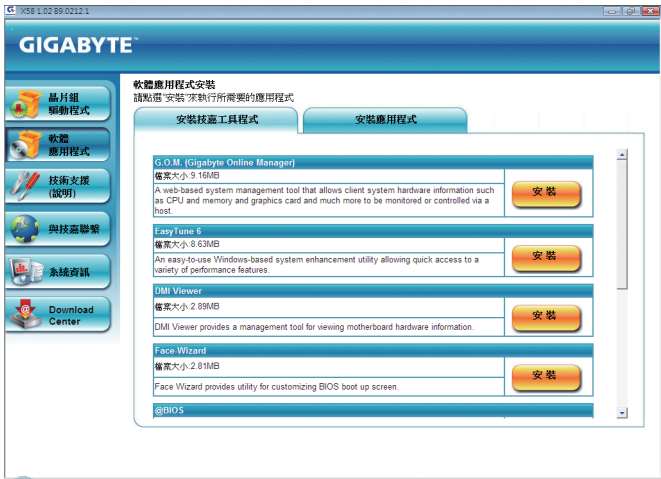 X58 1.02 B9.0212.1
GIGABYTE™
晶片組
驅動程式
軟體
應用程式
技術支援
(說明)
與技嘉聯繫
系統資訊
Download
Center
軟體應用程式安裝
請點選"安裝"來執行所需要的應用程式
安裝技嘉工具程式
安裝應用程式
G.O.M. (Gigabyte Online Manager)
檔案大小:9.16MB
A web-based system management tool that allows client system hardware information such
as CPU and memory and graphics card and much more to be monitored or controlled via a
host.
安裝
EasyTune 6
檔案大小:8.63MB
An easy-to-use Windows-based system enhancement utility allowing quick access to a
variety of performance features.
安裝
DMI Viewer
檔案大小:2.89MB
DMI Viewer provides a management tool for viewing motherboard hardware information.
安裝
Face-Wizard
檔案大小:2.81MB
Face Wizard provides utility for customizing BIOS boot up screen.
安裝
@BIOS